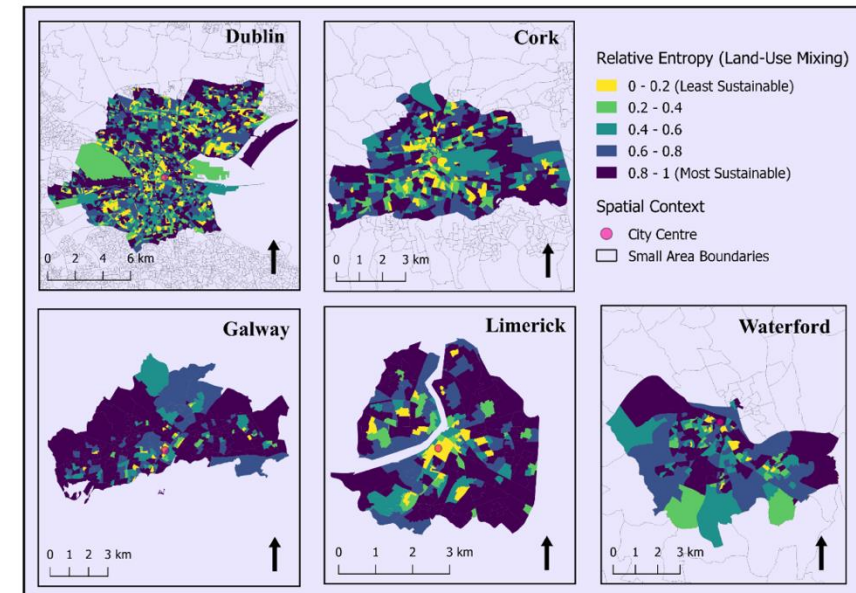 Dublin
0 2 4 6 km
Cork
0 1 2 3 km
Relative Entropy (Land-Use Mixing)
0 - 0.2 (Least Sustainable)
0.2 - 0.4
0.4 - 0.6
0.6 - 0.8
0.8 - 1 (Most Sustainable)
Spatial Context
City Centre
Small Area Boundaries
Galway
0 1 2 3 km
Limerick
0 1 2 3 km
Waterford
0 1 2 3 km